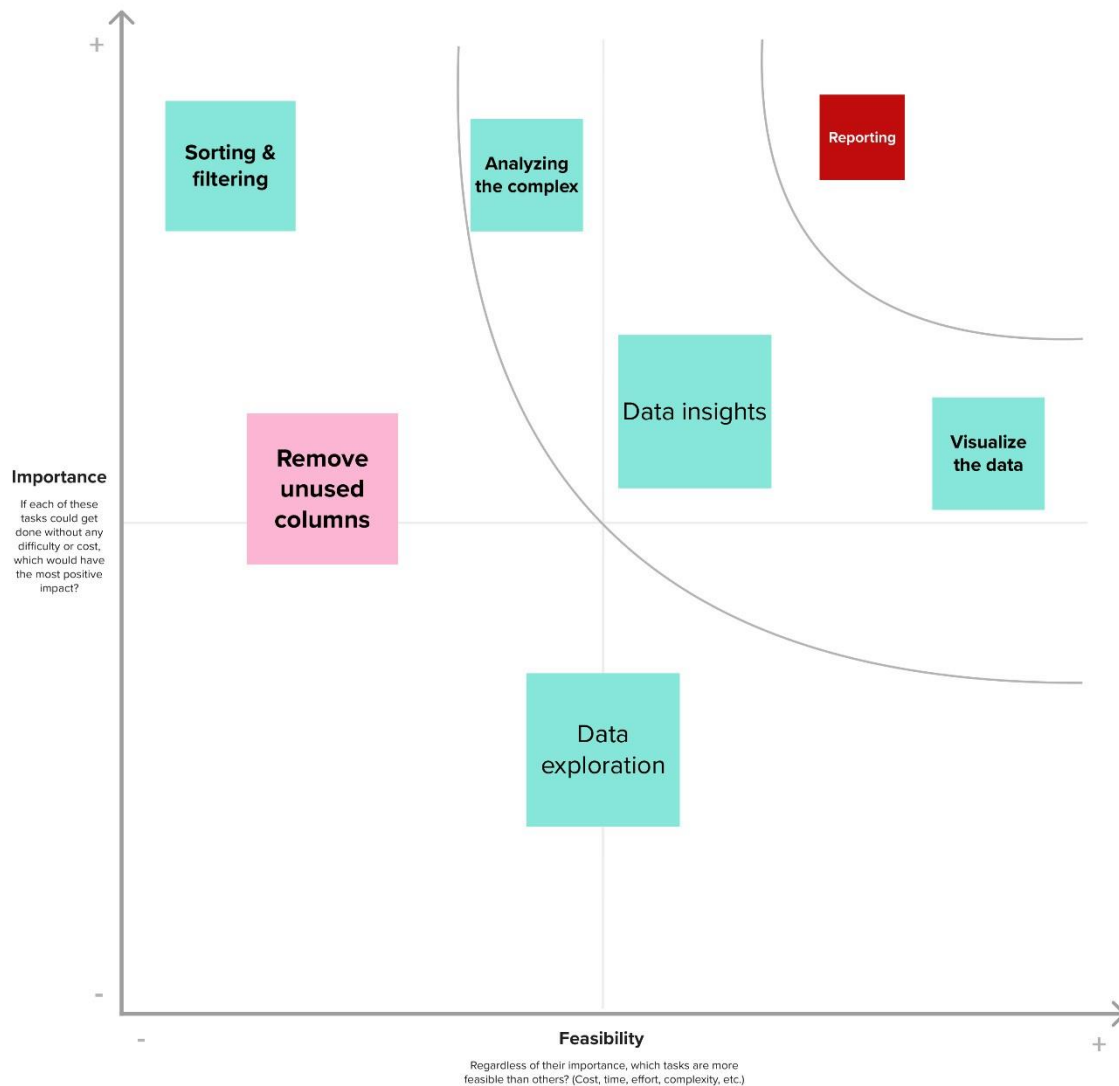 +
Sorting &
filtering
Analyzing
the complex
Reporting
Data insights
Visualize
the data
Remove
unused
columns
Importance
If each of these
tasks could get
done without any
difficulty or cost,
which would have
the most positive
impact?
Data
exploration
-
-
Feasibility
+
Regardless of their importance, which tasks are more
feasible than others? (Cost, time, effort, complexity, etc.)